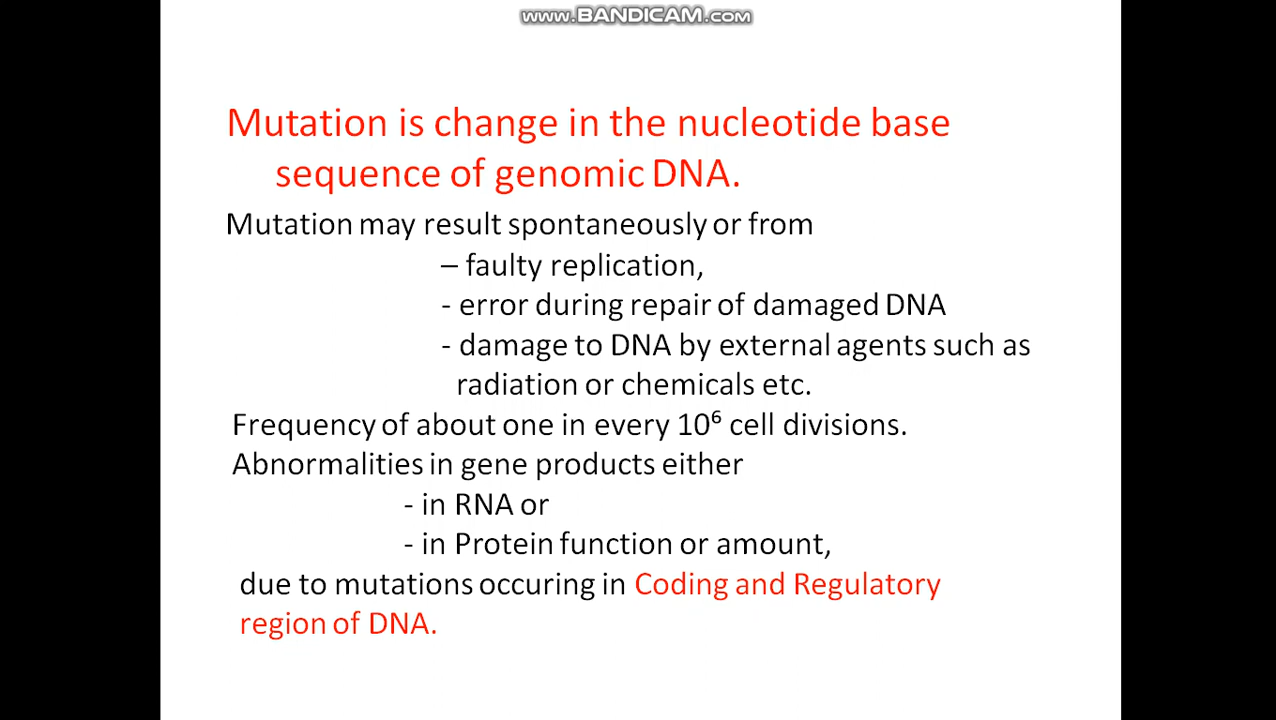 www.BANDICAM.com
Mutation is change in the nucleotide base
sequence of genomic DNA.
Mutation may result spontaneously or from
– faulty replication,
- error during repair of damaged DNA
- damage to DNA by external agents such as
radiation or chemicals etc.
Frequency of about one in every 10⁶ cell divisions.
Abnormalities in gene products either
- in RNA or
- in Protein function or amount,
due to mutations occuring in Coding and Regulatory
region of DNA.